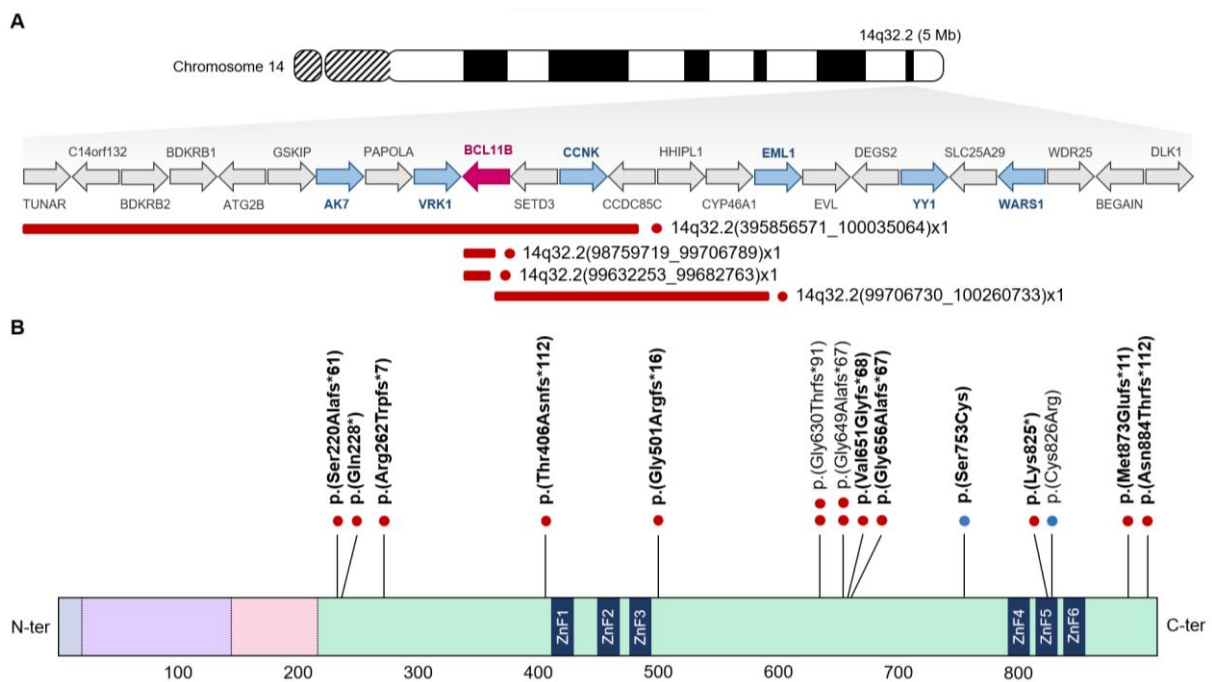 A
14q32.2 (5 Mb)
Chromosome 14
C14orf132 BDKRB1 GSKIP PAPOLA BCL11B CCNK HHIPL1 EML1 DEGS2 SLC25A29 WDR25 DLK1
TUNAR BDKRB2 ATG2B AK7 VRK1 SETD3 CCDC85C CYP46A1 EVL YY1 WARS1 BEGAIN
14q32.2(395856571_100035064)x1
14q32.2(98759719_99706789)x1
14q32.2(99632253_99682763)x1
14q32.2(99706730_100260733)x1
B
p.(Ser220Alafs*61)
p.(Gln228*)
p.(Arg262Trpfs*7)
p.(Thr406Asnfs*112)
p.(Gly501Argfs*16)
p.(Gly630Thrfs*91)
p.(Gly649Alafs*67)
p.(Val651Glyfs*68)
p.(Gly656Alafs*67)
p.(Ser753Cys)
p.(Lys825*)
p.(Cys826Arg)
p.(Met873Glufs*11)
p.(Asn884Thrfs*112)
N-ter ZnF1 ZnF2 ZnF3 ZnF4 ZnF5 ZnF6 C-ter
100 200 300 400 500 600 700 800